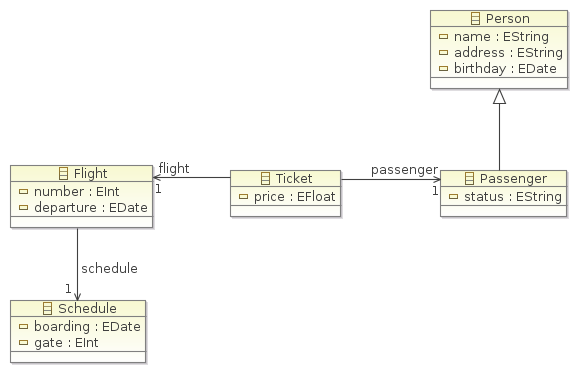 Person
name : EString
address : EString
birthday : EDate
Flight
number : EInt
departure : EDate
flight
1
Ticket
price : EFloat
passenger
1
Passenger
status : EString
schedule
1
Schedule
boarding : EDate
gate : EInt